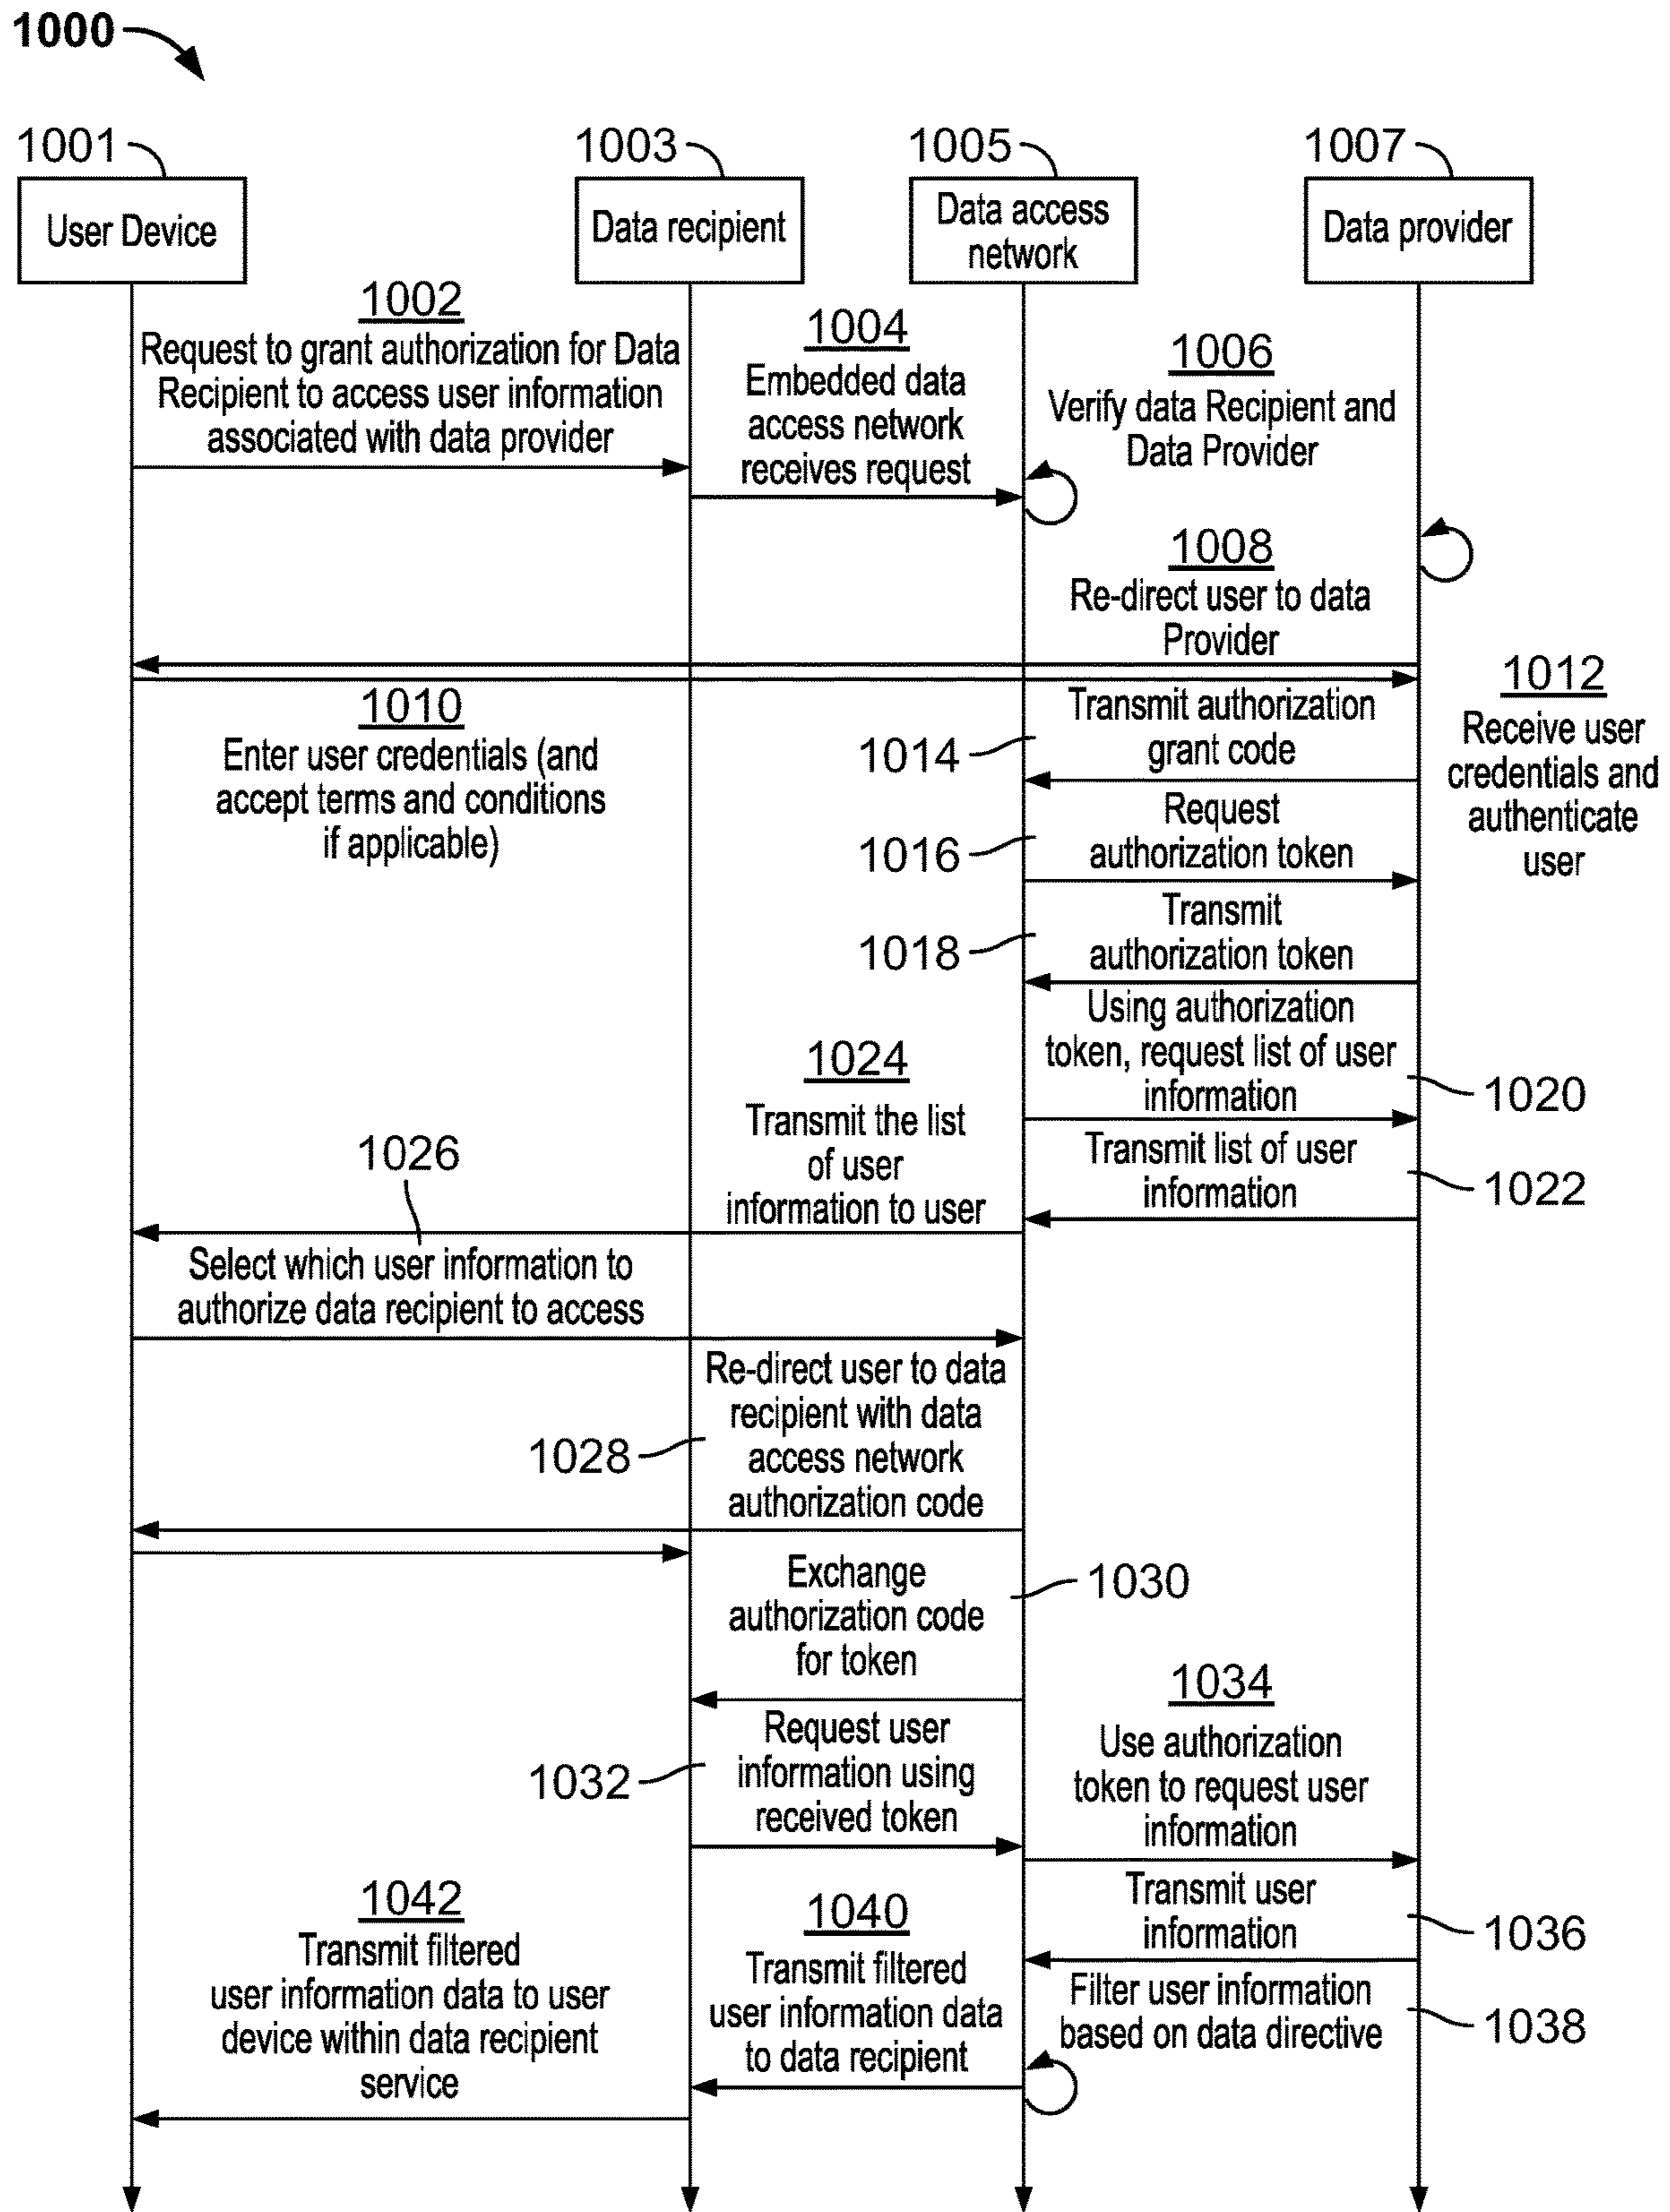 1000
1001
1003
1005
1007
User Device
Data recipient
Data access
network
Data provider
1002
Request to grant authorization for Data
Recipient to access user information
associated with data provider
1004
Embedded data
access network
receives request
1006
Verify data Recipient and
Data Provider
1008
Re-direct user to data
Provider
1010
Enter user credentials (and
accept terms and conditions
if applicable)
1012
Receive user
credentials and
authenticate
user
Transmit authorization
grant code
1014
Request
authorization token
1016
Transmit
authorization token
1018
Using authorization
token, request list of user
information
1020
Transmit list of user
information
1022
1024
Transmit the list
of user
information to user
1026
Select which user information to
authorize data recipient to access
Re-direct user to data
recipient with data
access network
authorization code
1028
Exchange
authorization code
for token
1030
Request user
information using
received token
1032
1034
Use authorization
token to request user
information
Transmit user
information
1036
Filter user information
based on data directive
1038
1040
Transmit filtered
user information data
to data recipient
1042
Transmit filtered
user information data to user
device within data recipient
service